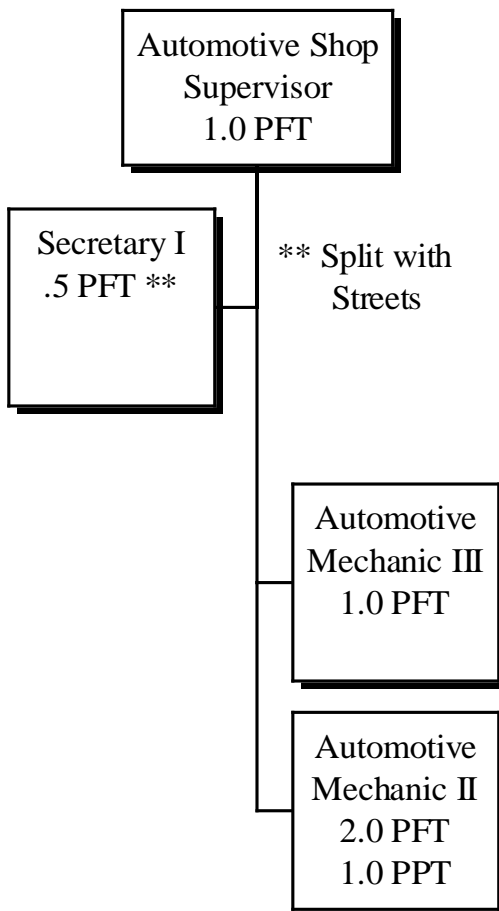 Automotive Shop
Supervisor
1.0 PFT
Secretary I
.5 PFT **
** Split with
Streets
Automotive
Mechanic III
1.0 PFT
Automotive
Mechanic II
2.0 PFT
1.0 PPT